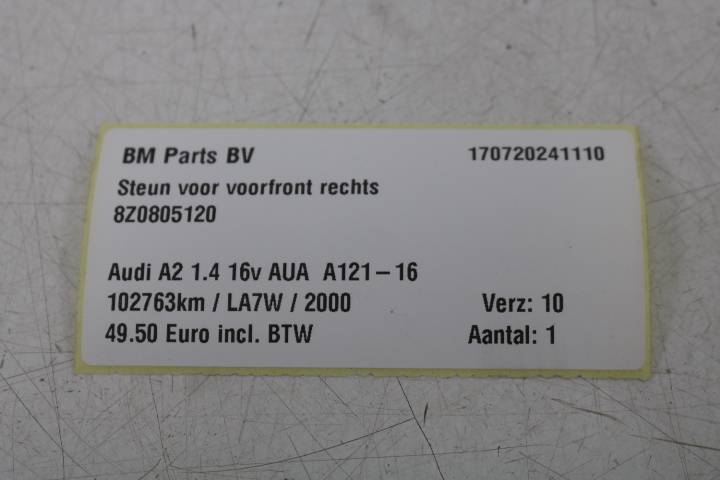 BM Parts BV 170720241110
Steun voor voorfront rechts
8Z0805120
Audi A2 1.4 16v AUA A121-16
102763km / LA7W / 2000 Verz: 10
49.50 Euro incl. BTW Aantal: 1